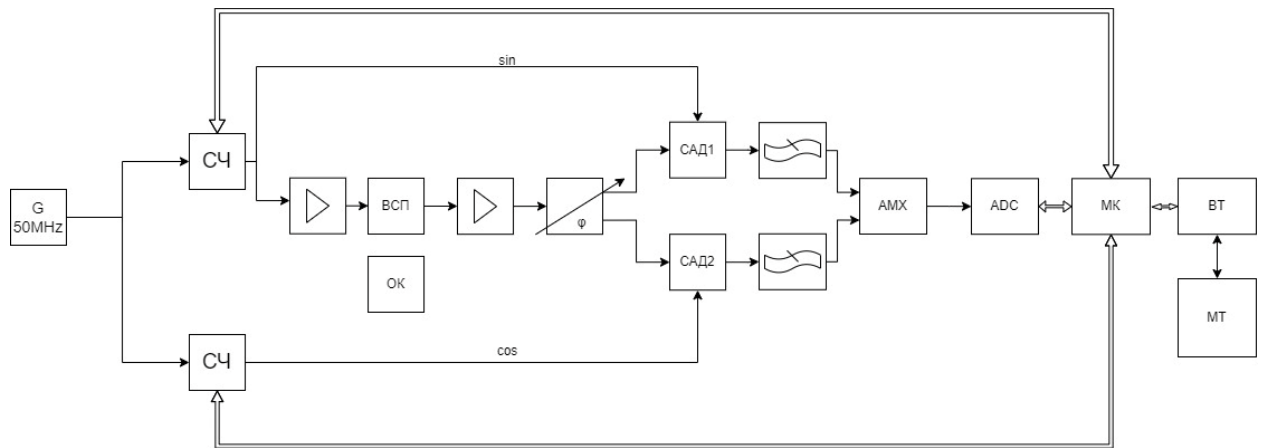 sin
СЧ
САД1
G
50MHz
ВСП
φ
АМХ
ADC
МК
ВТ
ОК
САД2
МТ
СЧ
cos